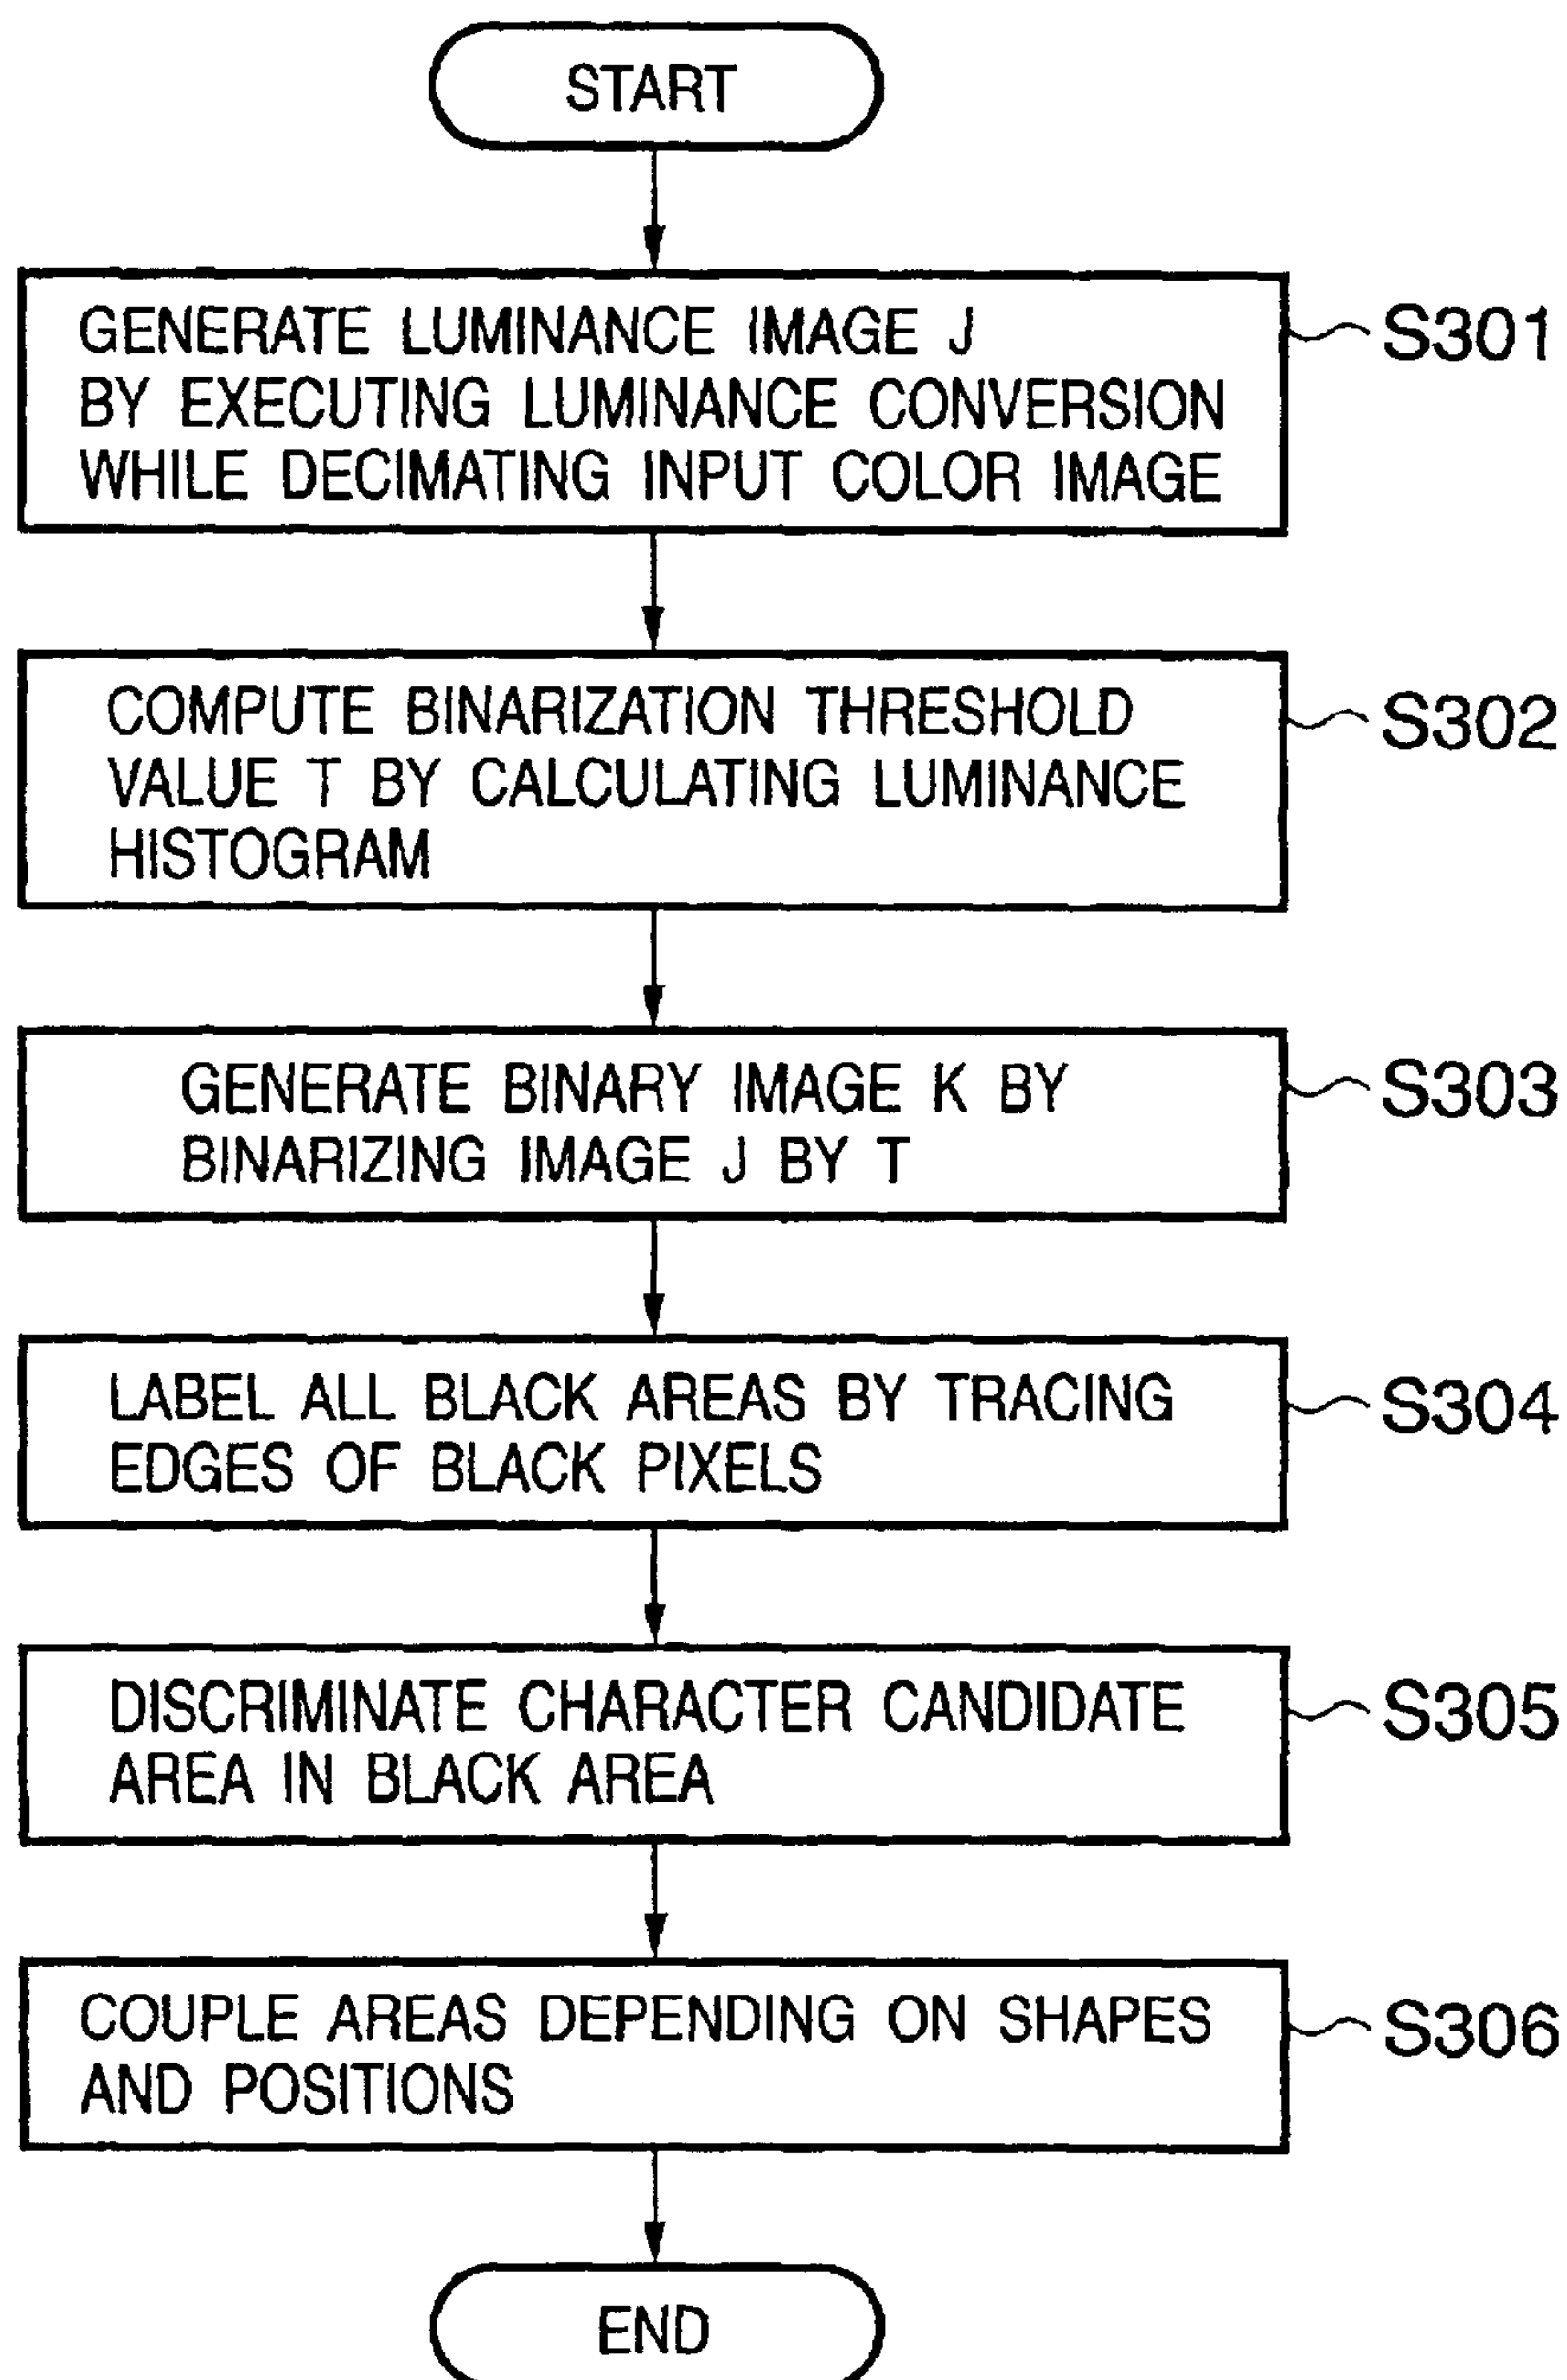 START
GENERATE LUMINANCE IMAGE J
BY EXECUTING LUMINANCE CONVERSION
WHILE DECIMATING INPUT COLOR IMAGE
S301
COMPUTE BINARIZATION THRESHOLD
VALUE T BY CALCULATING LUMINANCE
HISTOGRAM
S302
GENERATE BINARY IMAGE K BY
BINARIZING IMAGE J BY T
S303
LABEL ALL BLACK AREAS BY TRACING
EDGES OF BLACK PIXELS
S304
DISCRIMINATE CHARACTER CANDIDATE
AREA IN BLACK AREA
S305
COUPLE AREAS DEPENDING ON SHAPES
AND POSITIONS
S306
END